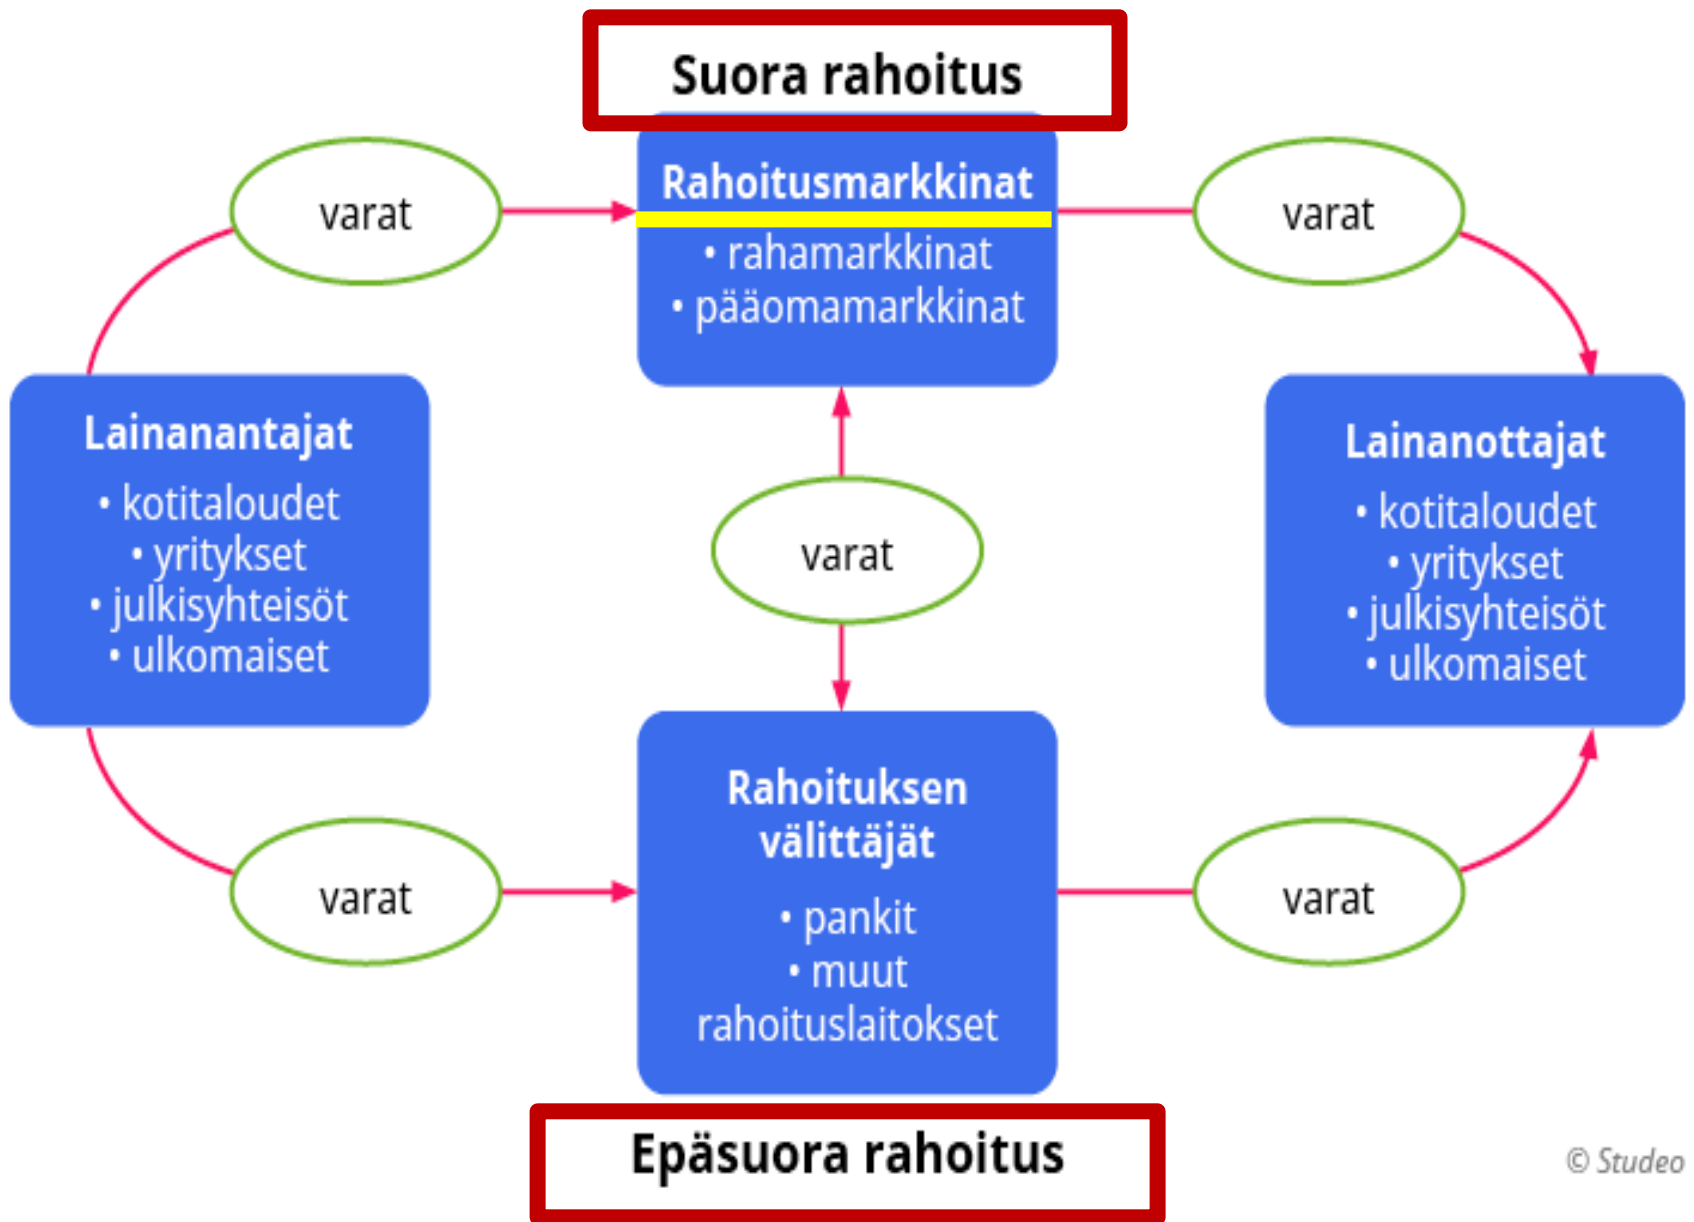 Suora rahoitus
varat
Rahoitusmarkkinat
• rahamarkkinat
• pääomamarkkinat
varat
Lainanantajat
• kotitaloudet
• yritykset
• julkisyhteisöt
• ulkomaiset
varat
Lainanottajat
• kotitaloudet
• yritykset
• julkisyhteisöt
• ulkomaiset
varat
Rahoituksen
välittäjät
• pankit
• muut
rahoituslaitokset
varat
Epäsuora rahoitus
© Studeo